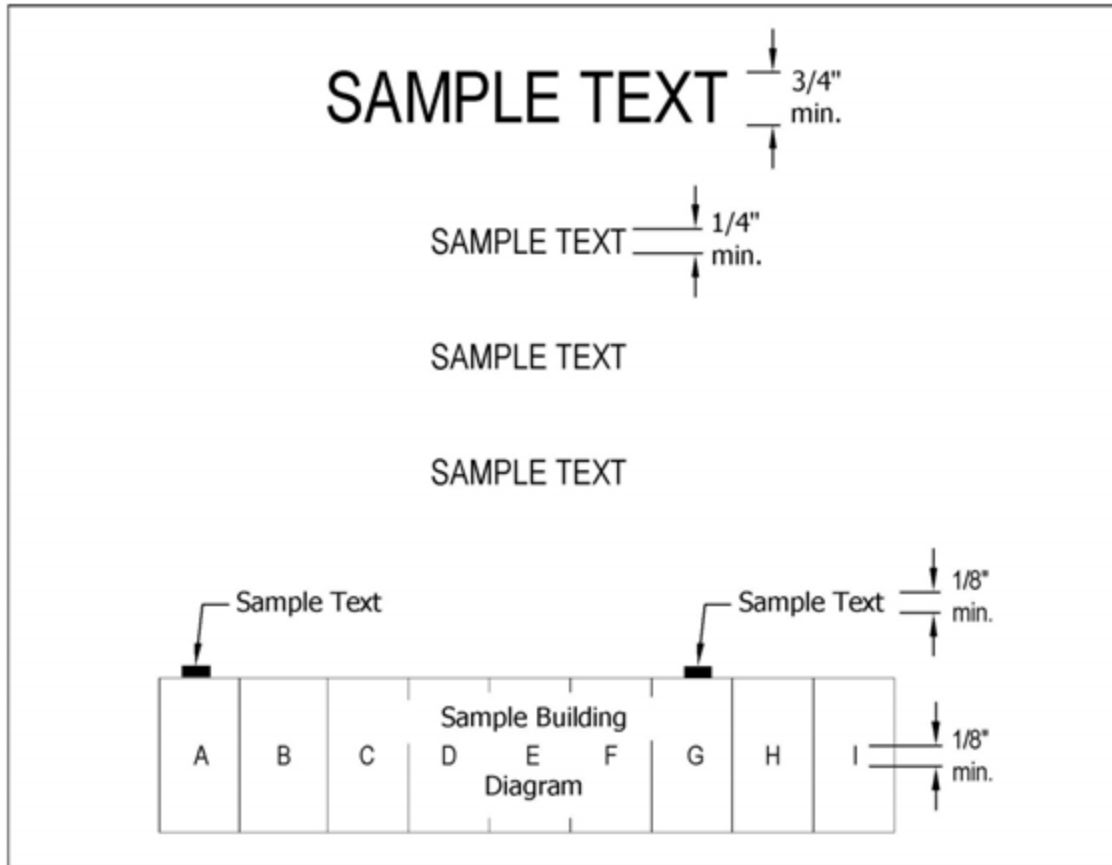 SAMPLE TEXT
3/4"
min.
SAMPLE TEXT
1/4"
min.
SAMPLE TEXT
SAMPLE TEXT
Sample Text
Sample Text
1/8"
min.
Sample Building
A B C D E F G H I
1/8"
min.
Diagram